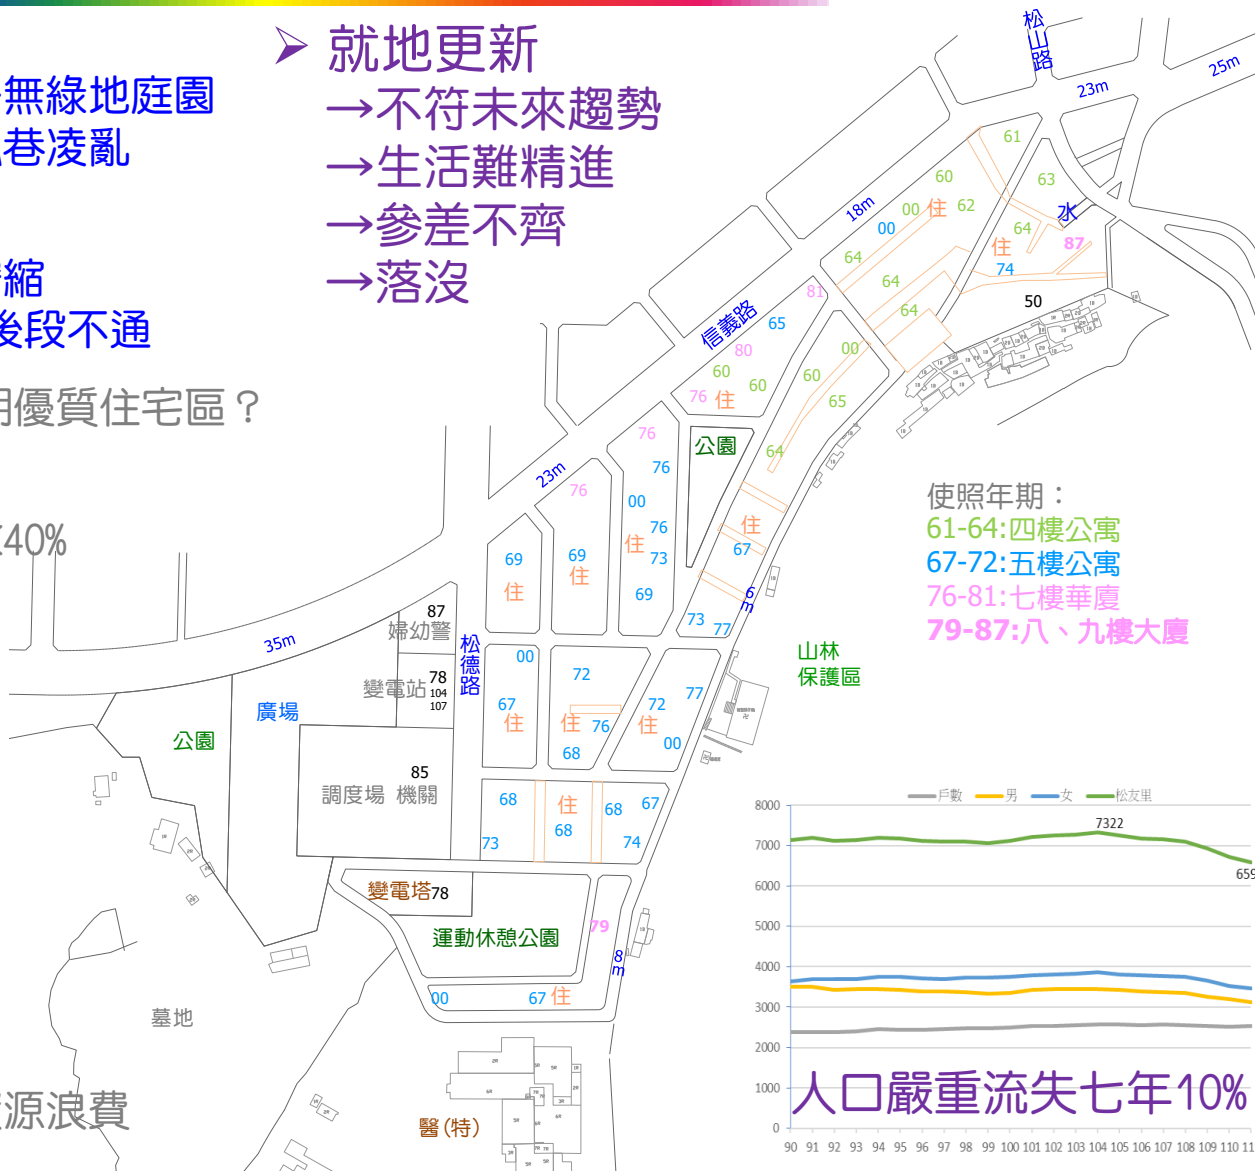 無綠地庭園
巷凌亂
縮
後段不通
優質住宅區？
40%
源浪費
➢ 就地更新
→不符未來趨勢
→生活難精進
→參差不齊
→落沒
松山路
23m
25m
61
63
60
00
62
住
水
18m
00
64
87
64
住
74
64
50
81
64
信義路
65
80
00
60
60
60
76
住
65
76
公園
64
23m
76
76
00
住
76
67
69
69
住
73
住
住
69
6m
73
77
35m
87
婦幼警
松德路
變電站
78
104
107
00
72
77
67
72
住
住
76
住
68
00
山林
保護區
廣場
公園
85
調度場 機關
68
住
68
67
73
68
74
變電塔78
運動休憩公園
79
8m
00
67
住
墓地
醫(特)
使照年期：
61-64:四樓公寓
67-72:五樓公寓
76-81:七樓華廈
79-87:八、九樓大廈
戶數 男 女 松友里
8000
7000
6000
5000
4000
3000
2000
1000
0
7322
659
90 91 92 93 94 95 96 97 98 99 100 101 102 103 104 105 106 107 108 109 110 11
人口嚴重流失七年10%